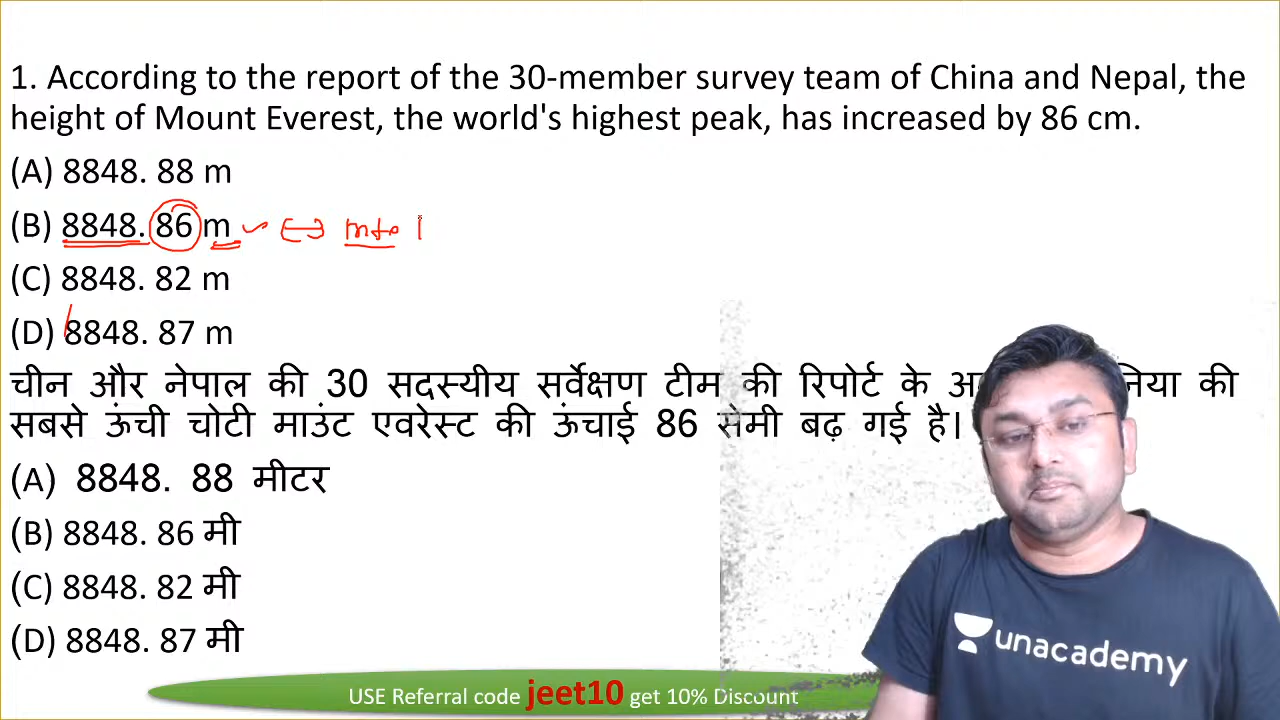 1. According to the report of the 30-member survey team of China and Nepal, the
height of Mount Everest, the world's highest peak, has increased by 86 cm.
(A) 8848. 88 m
(B) 8848. 86 m
(C) 8848. 82 m
(D) 8848. 87 m
चीन और नेपाल की 30 सदस्यीय सर्वेक्षण टीम की रिपोर्ट के की
सबसे ऊंची चोटी माउंट एवरेस्ट की ऊंचाई 86 सेमी बढ़ गई है।
(A) 8848. 88 मीटर
(B) 8848. 86 मी
(C) 8848. 82 मी
(D) 8848. 87 मी
unacademy
USE Referral code jeet10 get 10% Discount